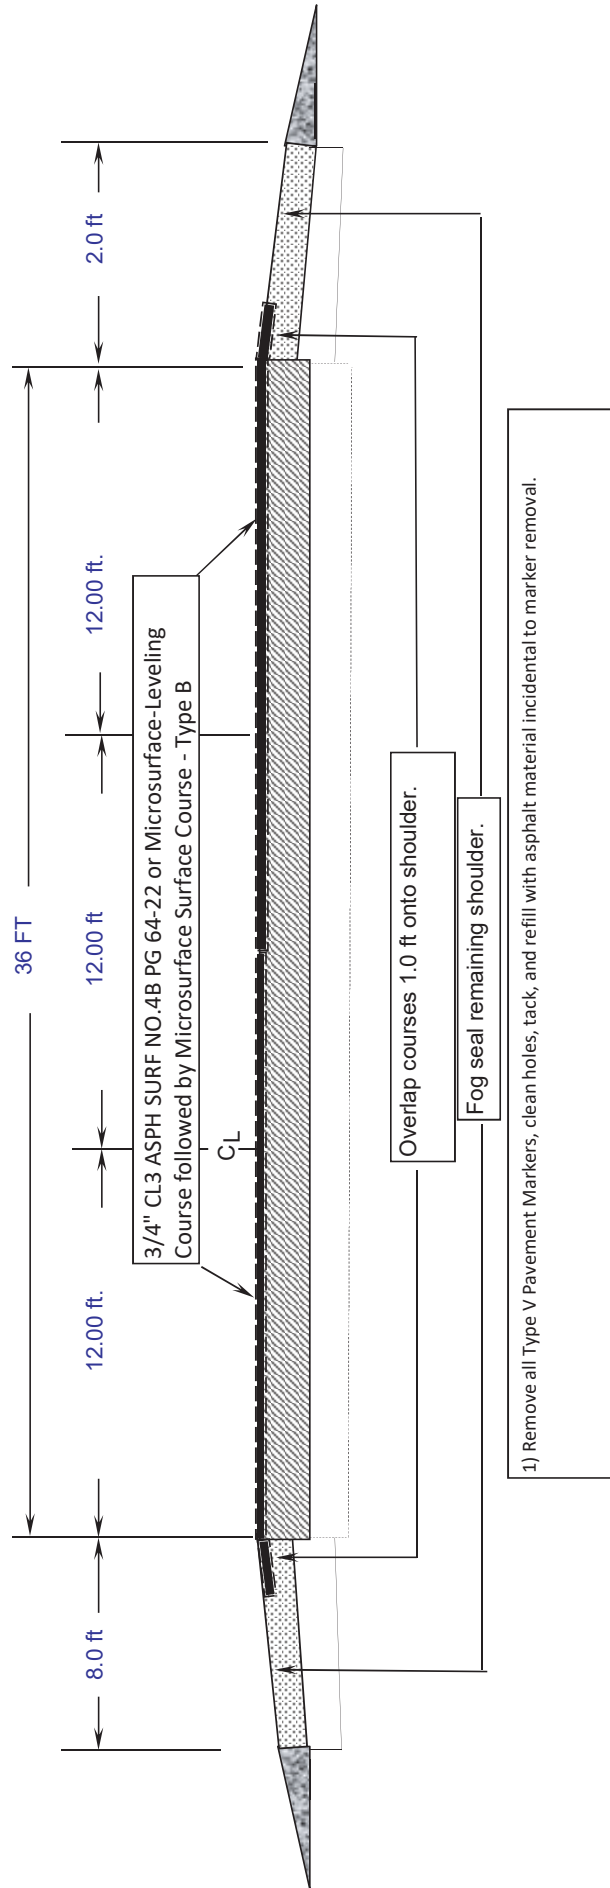 36 FT
8.0 ft
12.00 ft.
12.00 ft
12.00 ft.
2.0 ft
3/4" CL3 ASPH SURF NO.4B PG 64-22 or Microsurface-Leveling
Course followed by Microsurface Surface Course - Type B
CL
Overlap courses 1.0 ft onto shoulder.
Fog seal remaining shoulder.
1) Remove all Type V Pavement Markers, clean holes, tack, and refill with asphalt material incidental to marker removal.